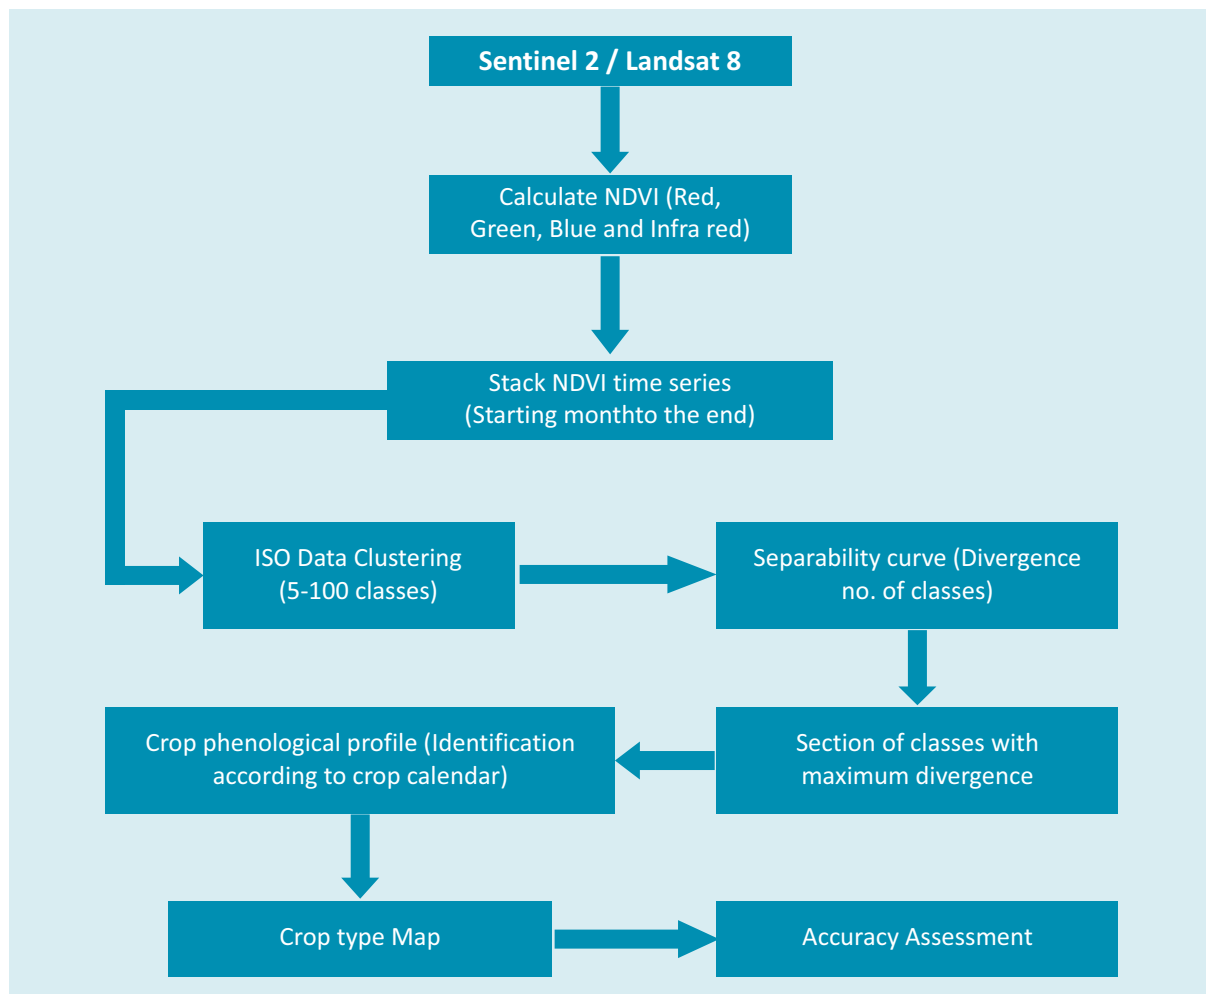 Sentinel 2 / Landsat 8
Calculate NDVI (Red,
Green, Blue and Infra red)
Stack NDVI time series
(Starting monthto the end)
ISO Data Clustering
(5-100 classes)
Separability curve (Divergence
no. of classes)
Section of classes with
maximum divergence
Crop phenological profile (Identification
according to crop calendar)
Crop type Map
Accuracy Assessment